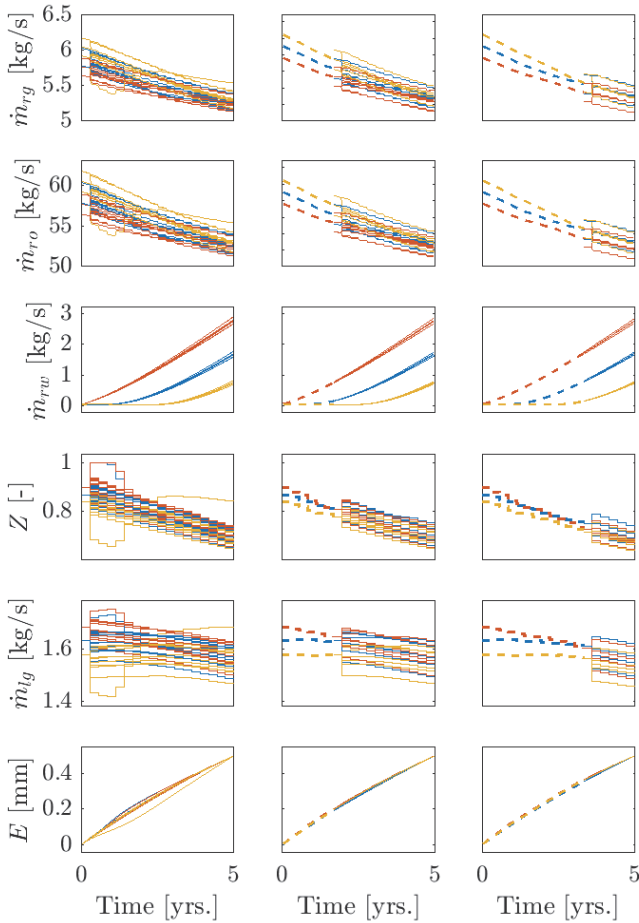 6.5
6
5.5
5
ṁ_rg [kg/s]
60
55
50
ṁ_ro [kg/s]
3
2
1
0
ṁ_rw [kg/s]
1
0.8
Z [-]
1.6
1.4
ṁ_lg [kg/s]
0.4
0.2
0
E [mm]
0 5 0 5 0 5
Time [yrs.] Time [yrs.] Time [yrs.]